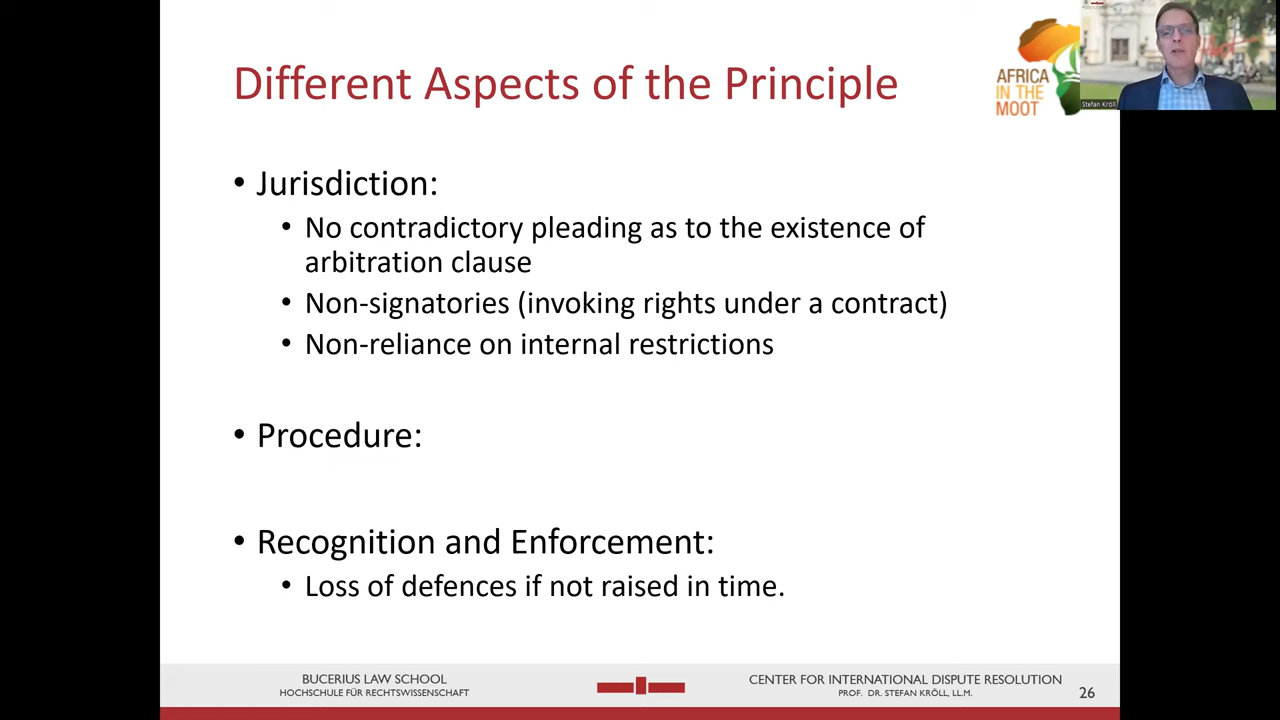 Different Aspects of the Principle
AFRICA
IN THE
MOOT
Stefan Kröll
• Jurisdiction:
• No contradictory pleading as to the existence of
arbitration clause
• Non-signatories (invoking rights under a contract)
• Non-reliance on internal restrictions
• Procedure:
• Recognition and Enforcement:
• Loss of defences if not raised in time.
BUCERIUS LAW SCHOOL
HOCHSCHULE FÜR RECHTSWISSENSCHAFT
CENTER FOR INTERNATIONAL DISPUTE RESOLUTION
PROF. DR. STEFAN KRÖLL, LL.M.
26